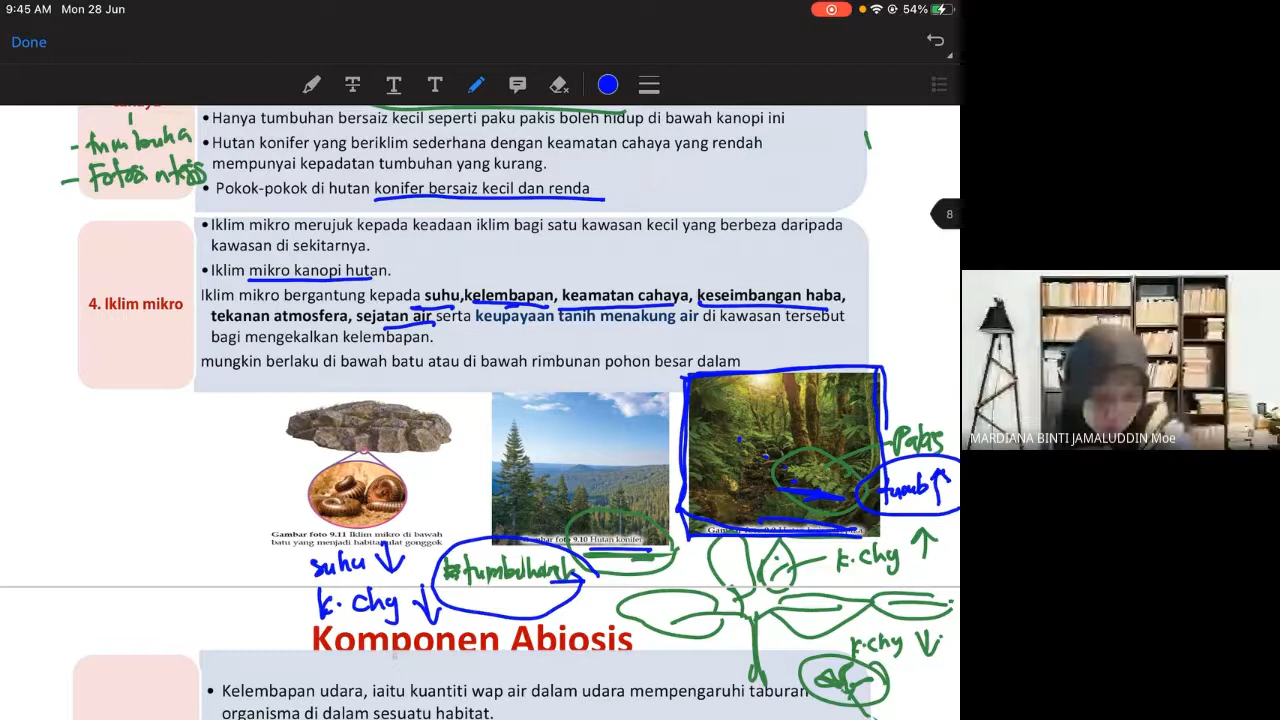 9:45 AM Mon 28 Jun
54%
Done
T T
• Hanya tumbuhan bersaiz kecil seperti paku pakis boleh hidup di bawah kanopi ini
• Hutan konifer yang beriklim sederhana dengan keamatan cahaya yang rendah
mempunyai kepadatan tumbuhan yang kurang.
• Pokok-pokok di hutan konifer bersaiz kecil dan renda
8
4. Iklim mikro
• Iklim mikro merujuk kepada keadaan iklim bagi satu kawasan kecil yang berbeza daripada
kawasan di sekitarnya.
• Iklim mikro kanopi hutan.
Iklim mikro bergantung kepada suhu,kelembapan, keamatan cahaya, keseimbangan haba,
tekanan atmosfera, sejatan air serta keupayaan tanih menakung air di kawasan tersebut
bagi mengekalkan kelembapan.
mungkin berlaku di bawah batu atau di bawah rimbunan pohon besar dalam
MARDIANA BINTI JAMALUDDIN Moe
Pakis
tumb ↑
Gambar foto 9.11 Iklim mikro di bawah
batu yang menjadi habitat ulat gonggok
Gambar foto 9.10 Hutan konifer
suhu ↓
k. chy ↓
k. chy ↑
k.chy ↓
Komponen Abiosis
• Kelembapan udara, iaitu kuantiti wap air dalam udara mempengaruhi taburan
organisma di dalam sesuatu habitat.